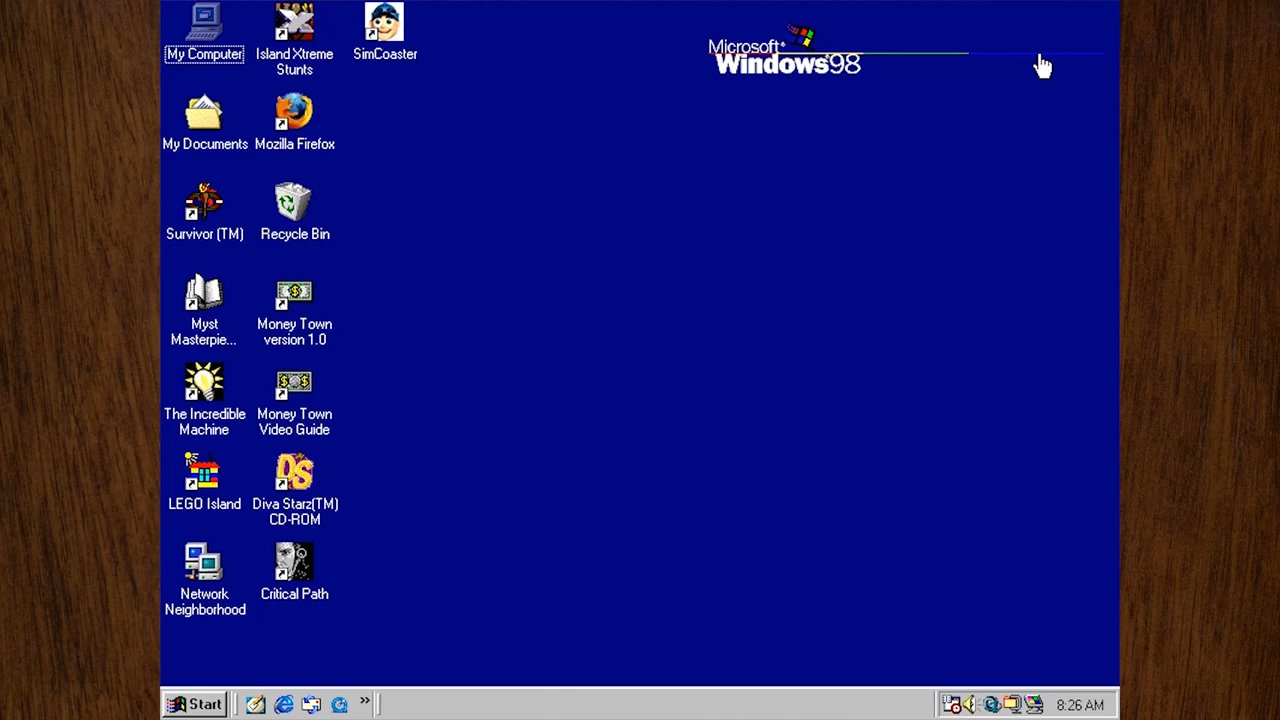 My Computer
Island Xtreme
Stunts
SimCoaster
Microsoft
Windows98
My Documents
Mozilla Firefox
Survivor (TM)
Recycle Bin
Myst
Masterpie...
Money Town
version 1.0
The Incredible
Machine
Money Town
Video Guide
LEGO Island
Diva Starz(TM)
CD-ROM
Network
Neighborhood
Critical Path
Start
8:26 AM